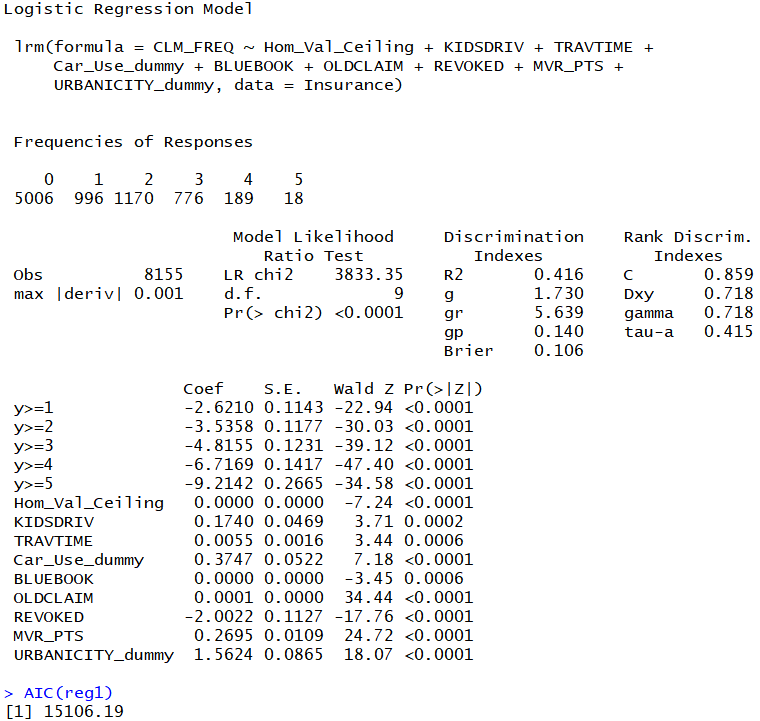 Logistic Regression Model
lrm(formula = CLM_FREQ ~ Hom_Val_Ceiling + KIDSDRIV + TRAVTIME +
Car_Use_dummy + BLUEBOOK + OLDCLAIM + REVOKED + MVR_PTS +
URBANICITY_dummy, data = Insurance)
Frequencies of Responses
0 1 2 3 4 5
5006 996 1170 776 189 18
Model Likelihood Discrimination Rank Discrim.
Ratio Test Indexes Indexes
Obs 8155 LR chi2 3833.35 R2 0.416 C 0.859
max |deriv| 0.001 d.f. 9 g 1.730 Dxy 0.718
Pr(> chi2) <0.0001 gr 5.639 gamma 0.718
gp 0.140 tau-a 0.415
Brier 0.106
Coef S.E. Wald Z Pr(>|Z|)
y>=1 -2.6210 0.1143 -22.94 <0.0001
y>=2 -3.5358 0.1177 -30.03 <0.0001
y>=3 -4.8155 0.1231 -39.12 <0.0001
y>=4 -6.7169 0.1417 -47.40 <0.0001
y>=5 -9.2142 0.2665 -34.58 <0.0001
Hom_Val_Ceiling 0.0000 0.0000 -7.24 <0.0001
KIDSDRIV 0.1740 0.0469 3.71 0.0002
TRAVTIME 0.0055 0.0016 3.44 0.0006
Car_Use_dummy 0.3747 0.0522 7.18 <0.0001
BLUEBOOK 0.0000 0.0000 -3.45 0.0006
OLDCLAIM 0.0001 0.0000 34.44 <0.0001
REVOKED -2.0022 0.1127 -17.76 <0.0001
MVR_PTS 0.2695 0.0109 24.72 <0.0001
URBANICITY_dummy 1.5624 0.0865 18.07 <0.0001
> AIC(reg1)
[1] 15106.19